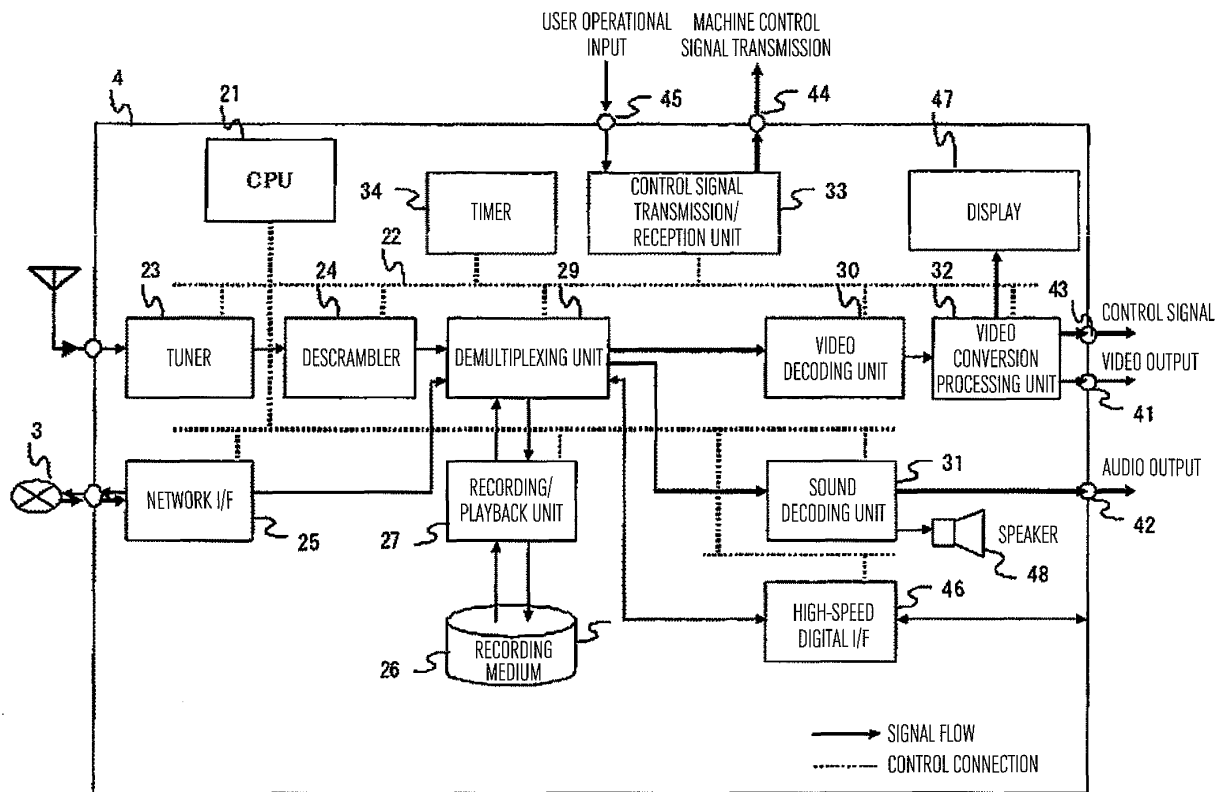 USER OPERATIONAL
INPUT
MACHINE CONTROL
SIGNAL TRANSMISSION
4
21
45
44
47
CPU
34
TIMER
CONTROL SIGNAL
TRANSMISSION/
RECEPTION UNIT
33
DISPLAY
22
23
24
29
30
32
43
CONTROL SIGNAL
TUNER
DESCRAMBLER
DEMULTIPLEXING UNIT
VIDEO
DECODING UNIT
VIDEO
CONVERSION
PROCESSING UNIT
VIDEO OUTPUT
41
3
31
AUDIO OUTPUT
NETWORK I/F
25
RECORDING/
PLAYBACK UNIT
27
SOUND
DECODING UNIT
42
SPEAKER
48
46
HIGH-SPEED
DIGITAL I/F
26
RECORDING
MEDIUM
SIGNAL FLOW
CONTROL CONNECTION